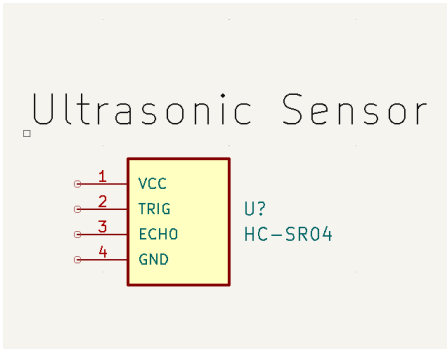 Ultrasonic Sensor
1 VCC
2 TRIG
3 ECHO
4 GND
U?
HC-SR04